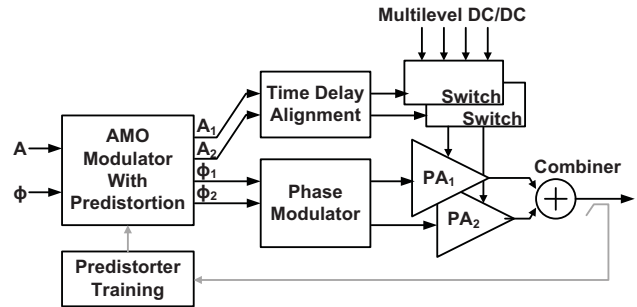 Multilevel DC/DC
Switch
Switch
Time Delay
Alignment
A
ϕ
AMO
Modulator
With
Predistortion
A₁
A₂
ϕ₁
ϕ₂
Phase
Modulator
PA₁
PA₂
Combiner
Predistorter
Training